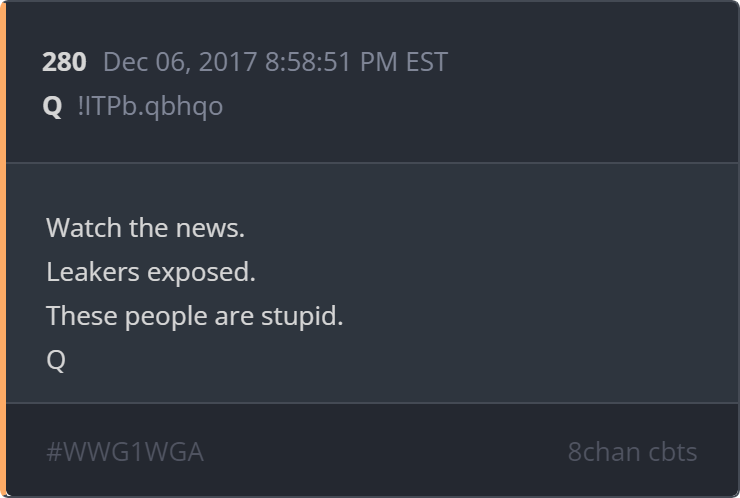 280 Dec 06, 2017 8:58:51 PM EST
Q !ITPb.qbhqo
Watch the news.
Leakers exposed.
These people are stupid.
Q
#WWG1WGA 8chan cbts